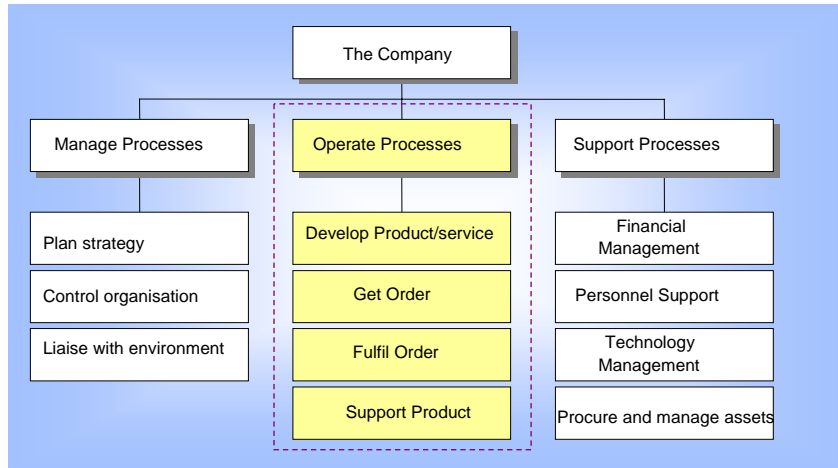 The Company
Manage Processes
Operate Processes
Support Processes
Plan strategy
Control organisation
Liaise with environment
Develop Product/service
Get Order
Fulfil Order
Support Product
Financial
Management
Personnel Support
Technology
Management
Procure and manage assets